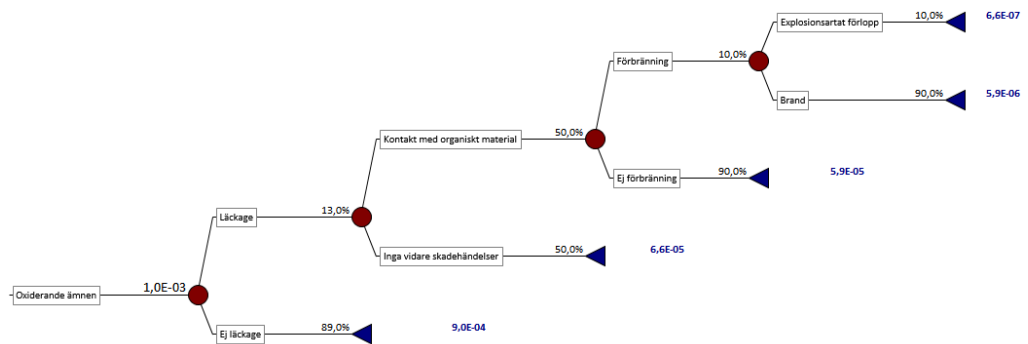 Explosionsartat förlopp 10,0% 6,6E-07
Förbränning 10,0%
Brand 90,0% 5,9E-06
Kontakt med organiskt material 50,0%
Ej förbränning 90,0% 5,9E-05
Läckage 13,0%
Inga vidare skadehändelser 50,0% 6,6E-05
Oxiderande ämnen 1,0E-03
Ej läckage 89,0% 9,0E-04